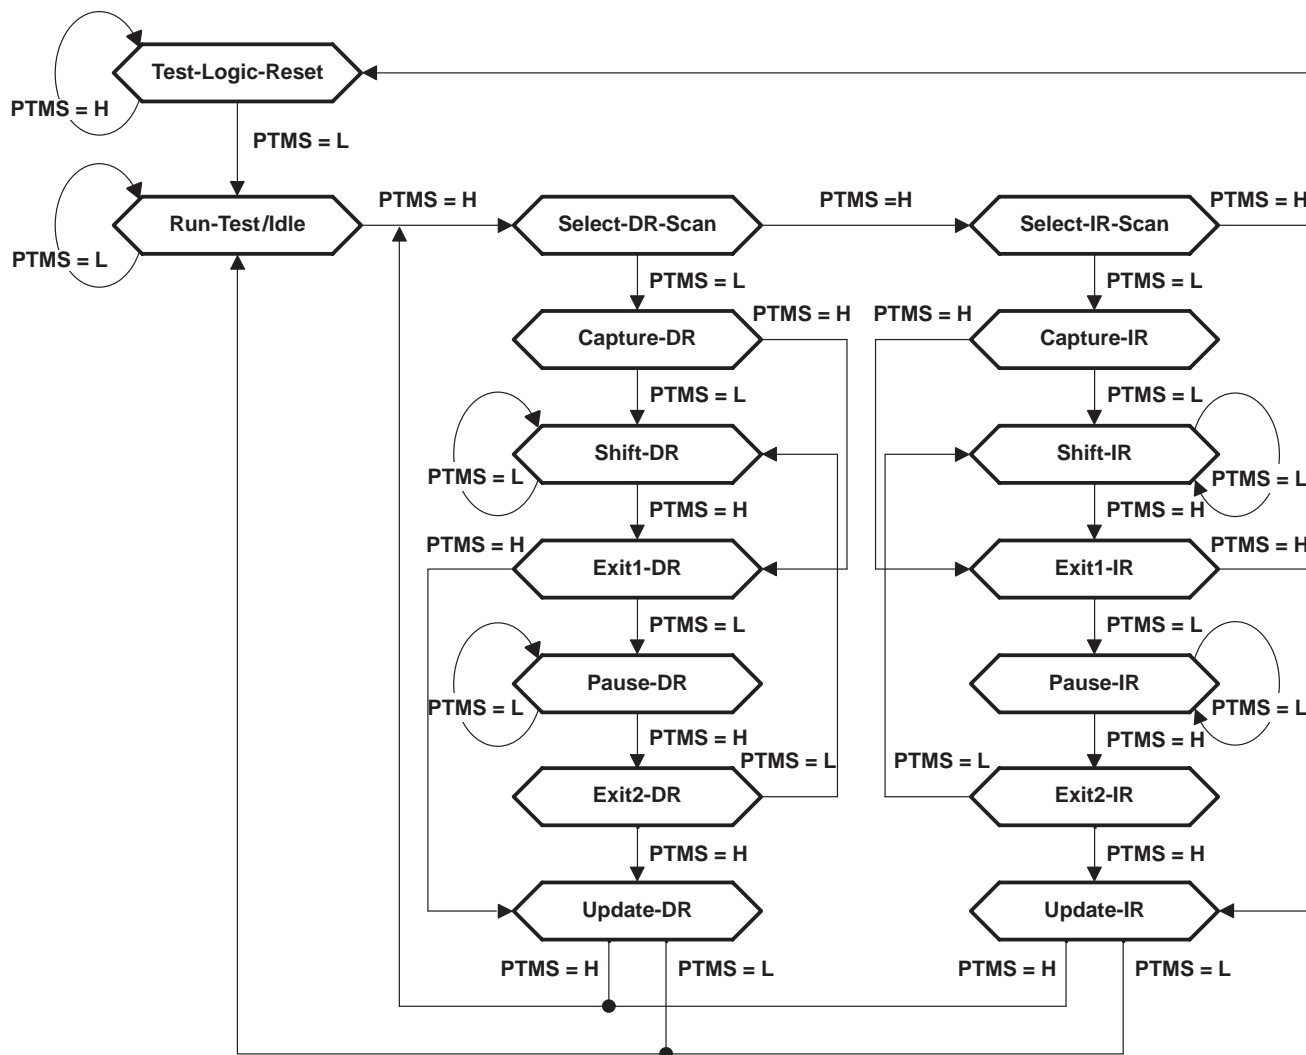 Test-Logic-Reset
PTMS = H
PTMS = L
PTMS = H
PTMS =H
PTMS = H
Run-Test/Idle
Select-DR-Scan
Select-IR-Scan
PTMS = L
PTMS = L
PTMS = L
PTMS = H
PTMS = H
Capture-DR
Capture-IR
PTMS = L
PTMS = L
Shift-DR
Shift-IR
PTMS = L
PTMS = L
PTMS = H
PTMS = H
PTMS = H
PTMS = H
Exit1-DR
Exit1-IR
PTMS = L
PTMS = L
Pause-DR
Pause-IR
PTMS = L
PTMS = L
PTMS = H
PTMS = H
PTMS = L
PTMS = L
Exit2-DR
Exit2-IR
PTMS = H
PTMS = H
Update-DR
Update-IR
PTMS = H
PTMS = L
PTMS = H
PTMS = L